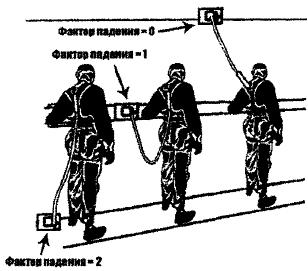 Фактор падения = 0
Фактор падения = 1
Фактор падения = 2